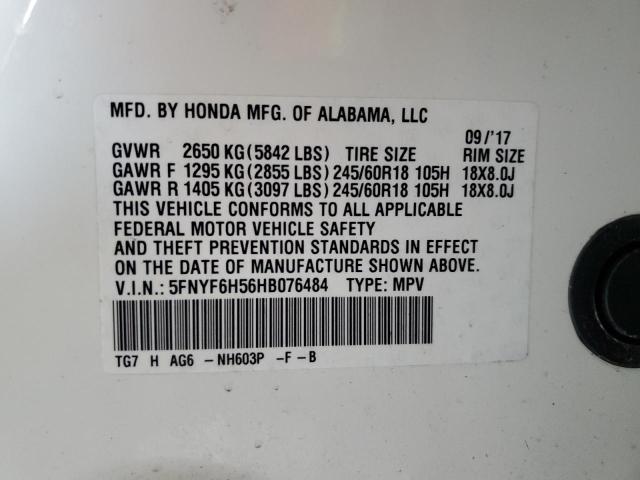 MFD. BY HONDA MFG. OF ALABAMA, LLC
09/'17
GVWR 2650 KG(5842 LBS) TIRE SIZE RIM SIZE
GAWR F 1295 KG(2855 LBS)245/60R18 105H 18X8.0J
GAWR R 1405 KG(3097 LBS)245/60R18 105H 18X8.0J
THIS VEHICLE CONFORMS TO ALL APPLICABLE
FEDERAL MOTOR VEHICLE SAFETY
AND THEFT PREVENTION STANDARDS IN EFFECT
ON THE DATE OF MANUFACTURE SHOWN ABOVE.
V.I.N.: 5FNYF6H56HB076484 TYPE: MPV
TG7 H AG6 -NH603P -F-B